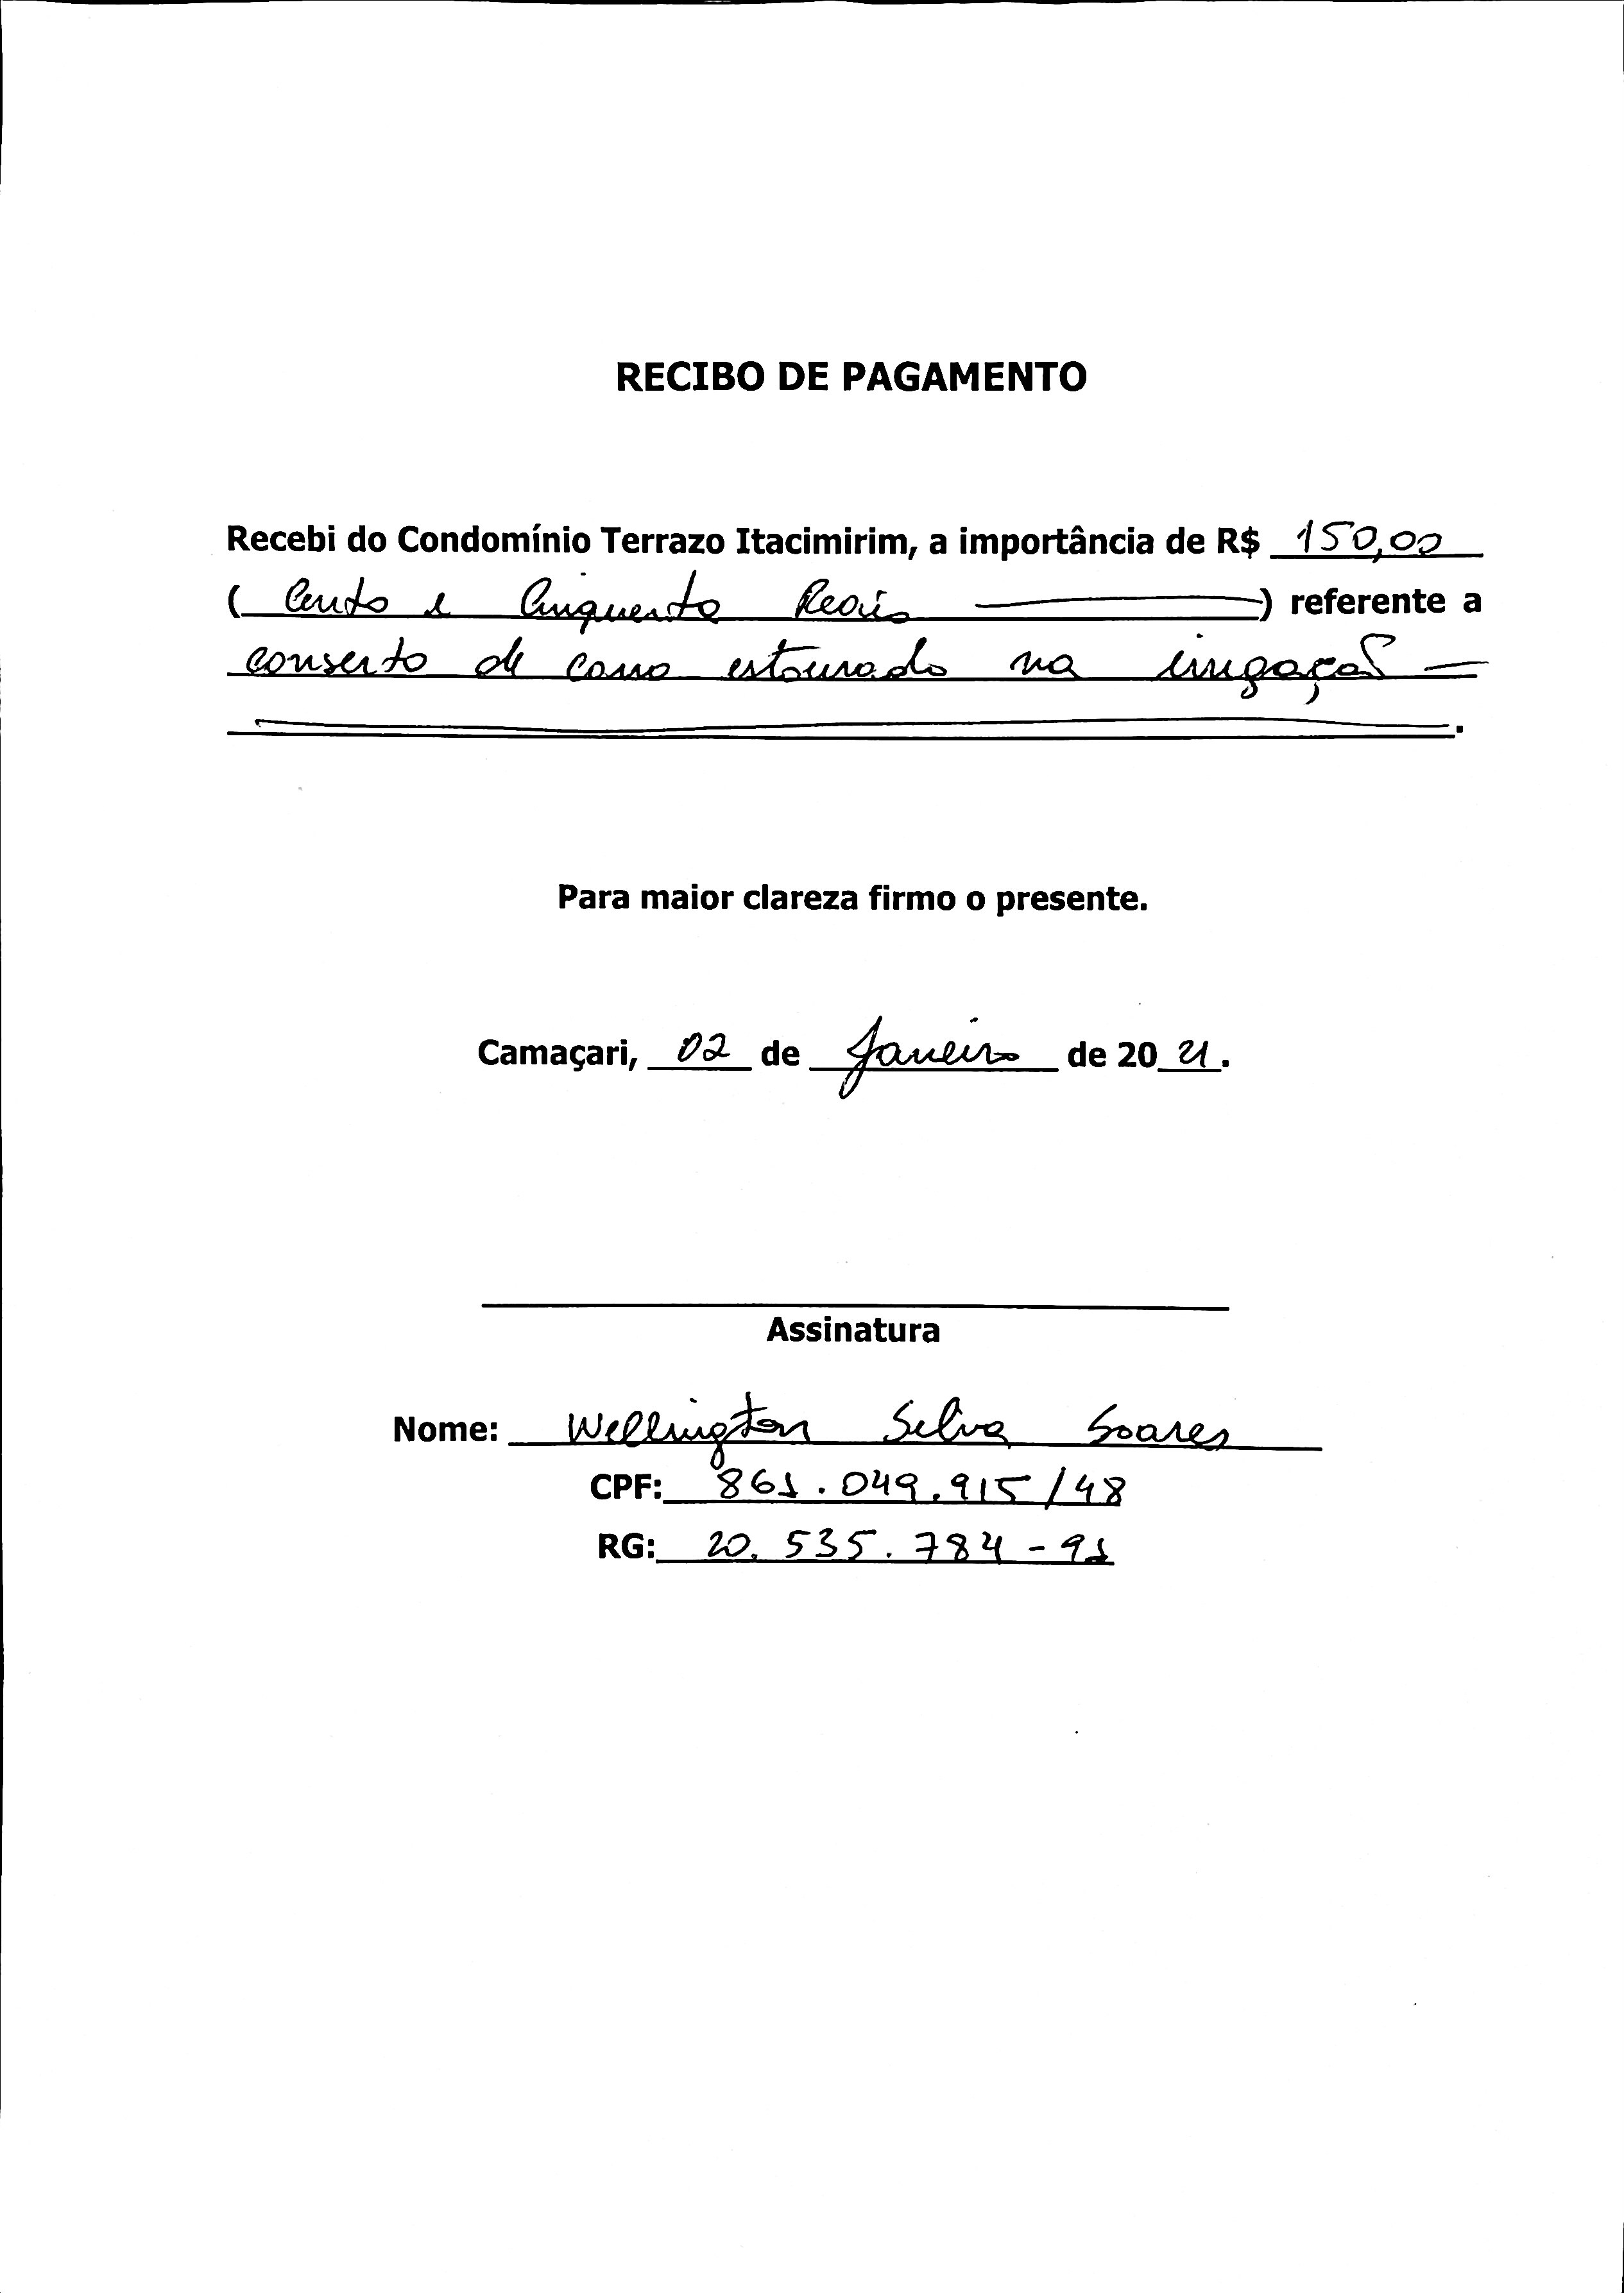 RECIBO DE PAGAMENTO
Recebi do Condomínio Terrazo Itacimirim, a importância de R$ 150,00
( Cento e Cinquenta Reais ) referente a
conserto de cano estourado na irrigação
.
Para maior clareza firmo o presente.
Camaçari, 02 de Janeiro de 20 21.
Assinatura
Nome: Wellington Silva Soares
CPF: 861.049.915/48
RG: 20.535.784-91